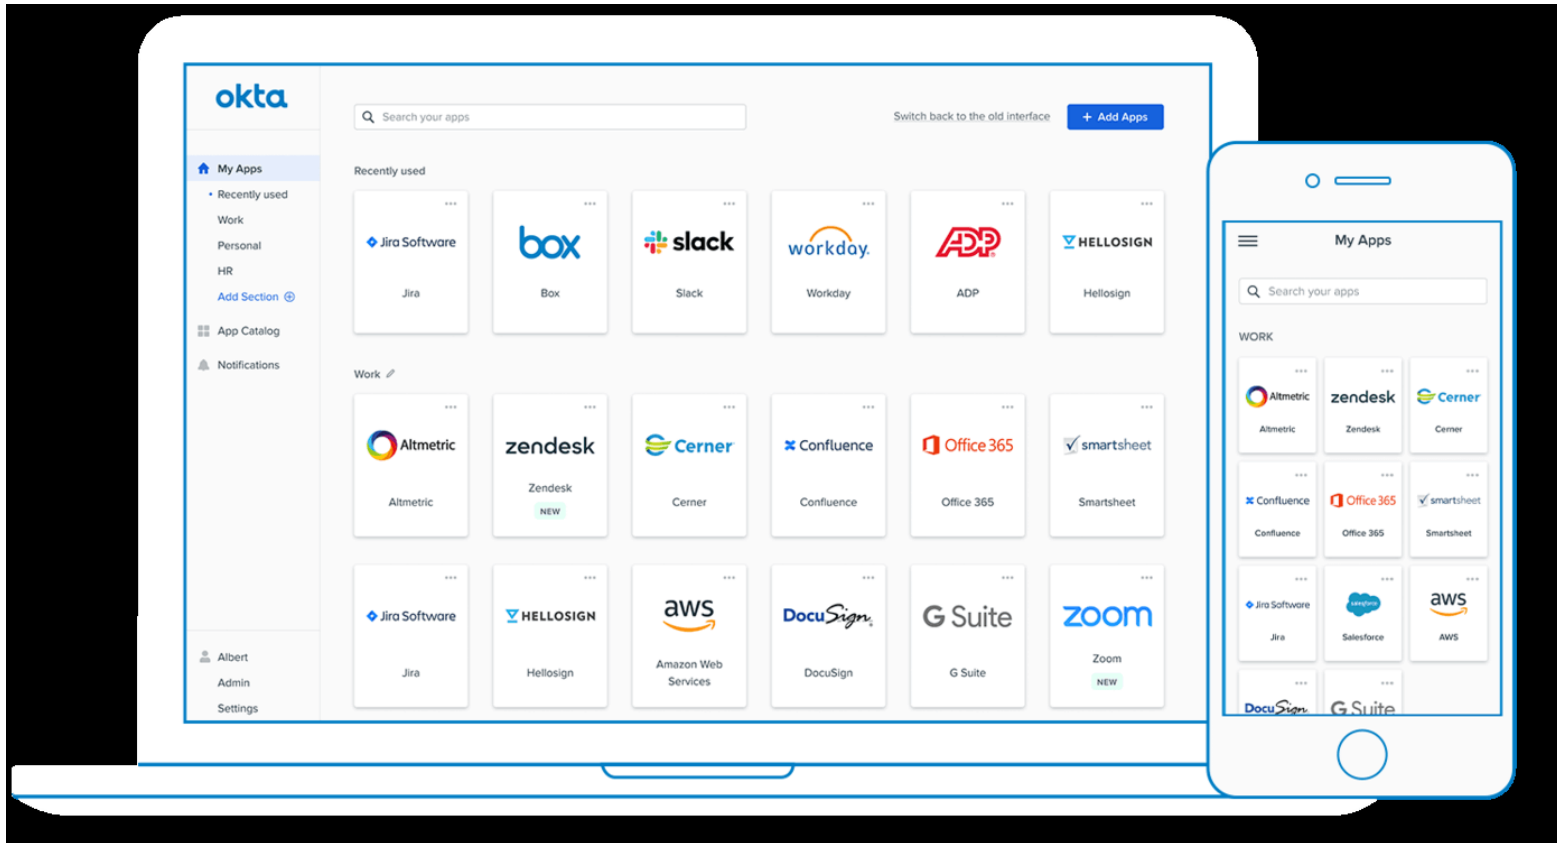 okta
Search your apps
Switch back to the old interface
+ Add Apps
My Apps
Recently used
Work
Personal
HR
Add Section
App Catalog
Notifications
Albert
Admin
Settings
Recently used
Jira Software
box
slack
workday.
ADP
HELLOSIGN
Jira
Box
Slack
Workday
ADP
Hellosign
Work
Altmetric
zendesk
Cerner
Confluence
Office 365
smartsheet
Altmetric
Zendesk
NEW
Cerner
Confluence
Office 365
Smartsheet
Jira Software
HELLOSIGN
aws
DocuSign
G Suite
zoom
Jira
Hellosign
Amazon Web
Services
DocuSign
G Suite
Zoom
NEW
My Apps
Search your apps
WORK
Altmetric
zendesk
Cerner
Altmetric
Zendesk
Cerner
Confluence
Office 365
smartsheet
Confluence
Office 365
Smartsheet
Jira Software
salesforce
aws
Jira
Salesforce
AWS
DocuSign
G Suite